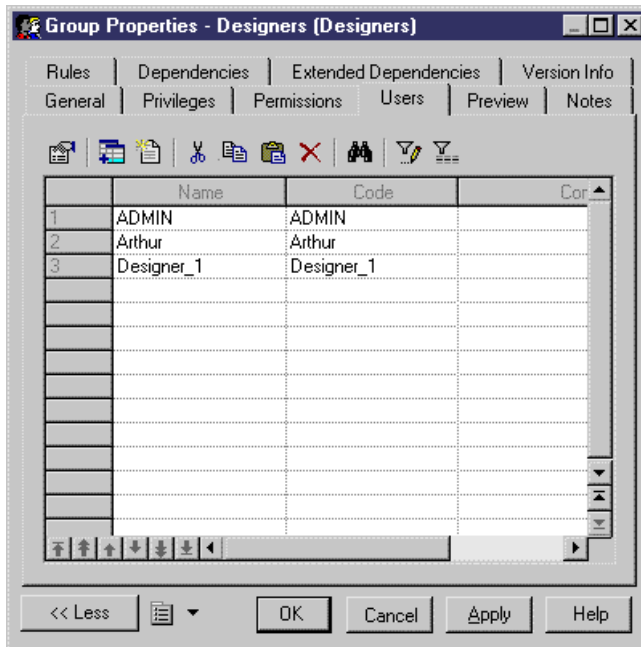 Group Properties - Designers (Designers)
Rules Dependencies Extended Dependencies Version Info
General Privileges Permissions Users Preview Notes
Name Code Cor
1 ADMIN ADMIN
2 Arthur Arthur
3 Designer_1 Designer_1
<< Less OK Cancel Apply Help